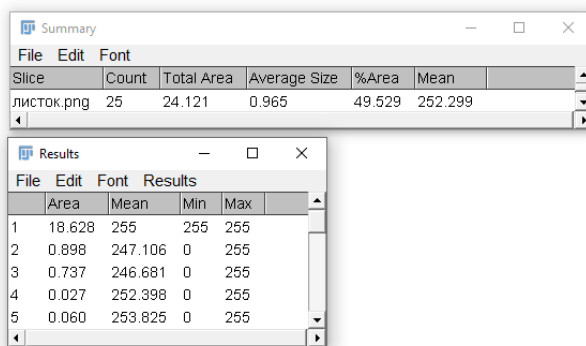 Summary
File Edit Font
Slice Count Total Area Average Size %Area Mean
листок.png 25 24.121 0.965 49.529 252.299
Results
File Edit Font Results
Area Mean Min Max
1 18.628 255 255 255
2 0.898 247.106 0 255
3 0.737 246.681 0 255
4 0.027 252.398 0 255
5 0.060 253.825 0 255